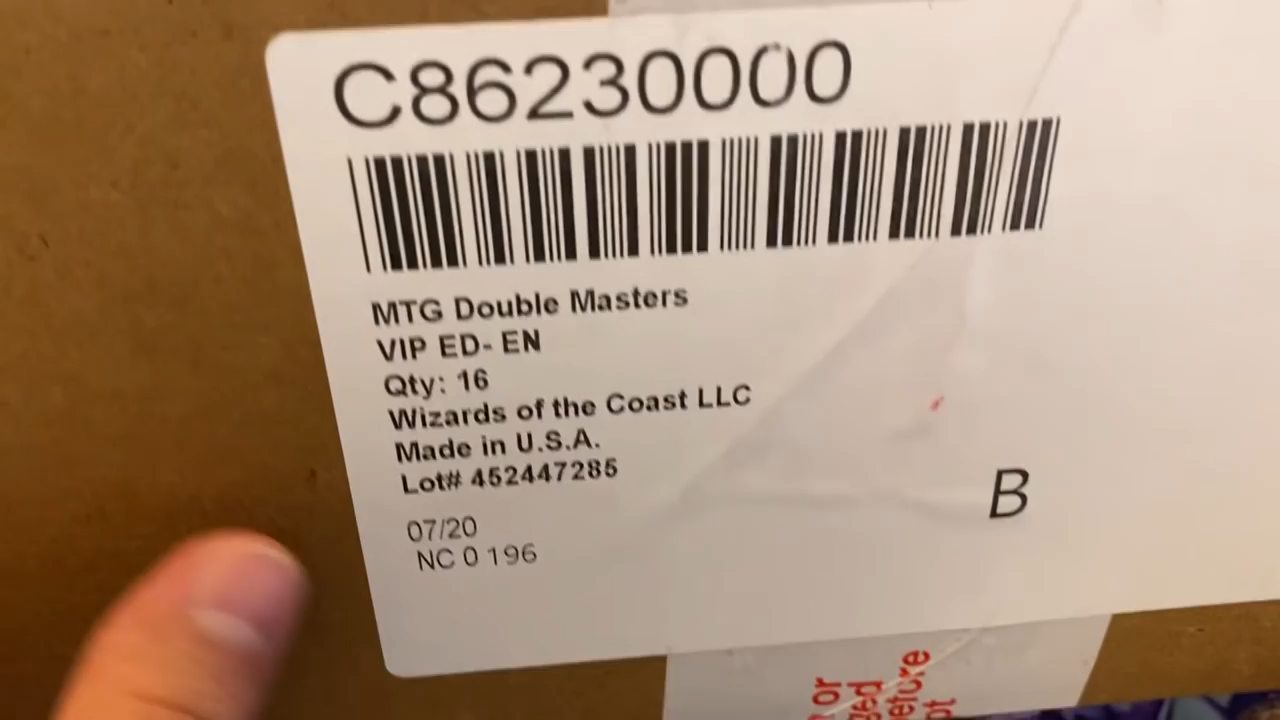 C86230000
MTG Double Masters
VIP ED- EN
Qty: 16
Wizards of the Coast LLC
Made in U.S.A.
Lot# 452447285
07/20
NC 0 196
B
or